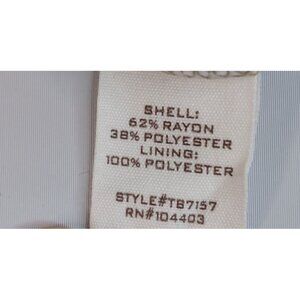 SHELL:
62% RAYON
38% POLYESTER
LINING:
100% POLYESTER
STYLE#TB7157
RN#104403